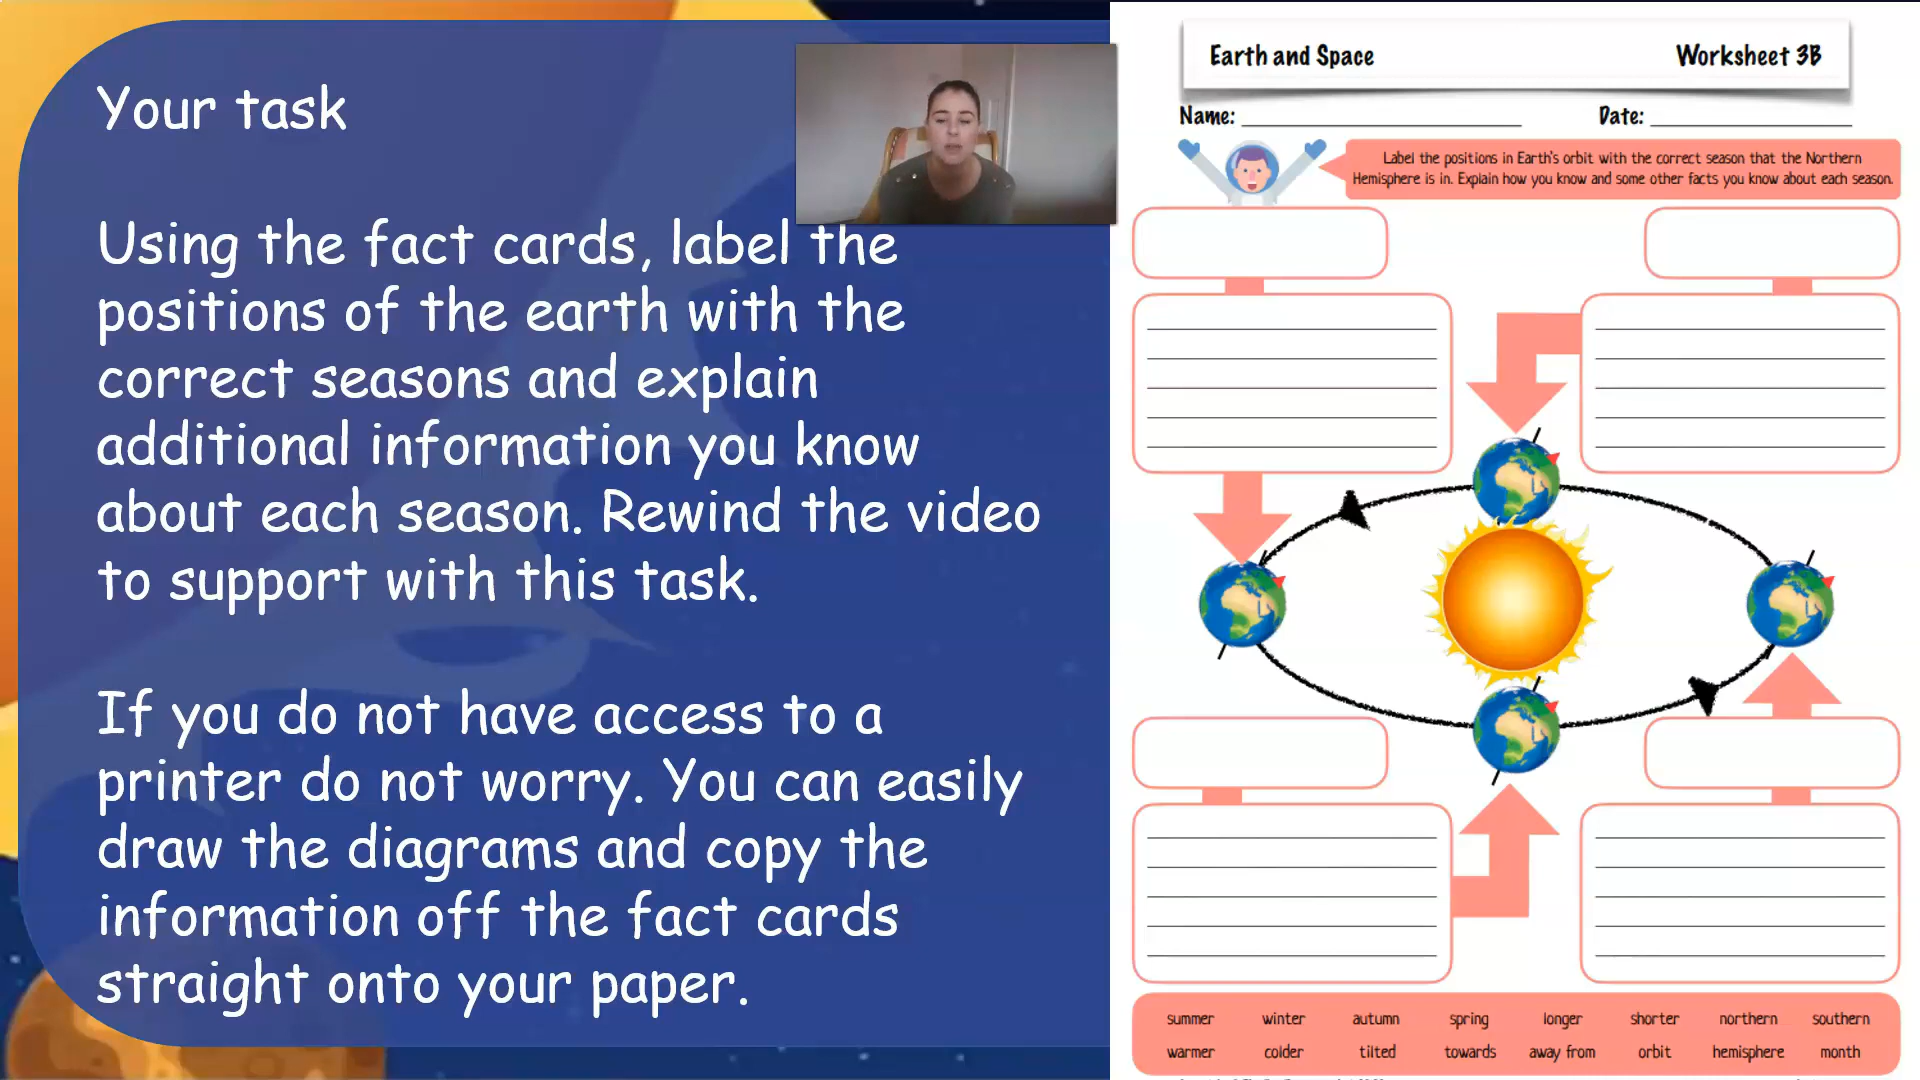 Your task
Using the fact cards, label the
positions of the earth with the
correct seasons and explain
additional information you know
about each season. Rewind the video
to support with this task.
If you do not have access to a
printer do not worry. You can easily
draw the diagrams and copy the
information off the fact cards
straight onto your paper.
Earth and Space Worksheet 3B
Name: Date:
Label the positions in Earth's orbit with the correct season that the Northern
Hemisphere is in. Explain how you know and some other facts you know about each season.
summer winter autumn spring longer shorter northern southern
warmer colder tilted towards away from orbit hemisphere month